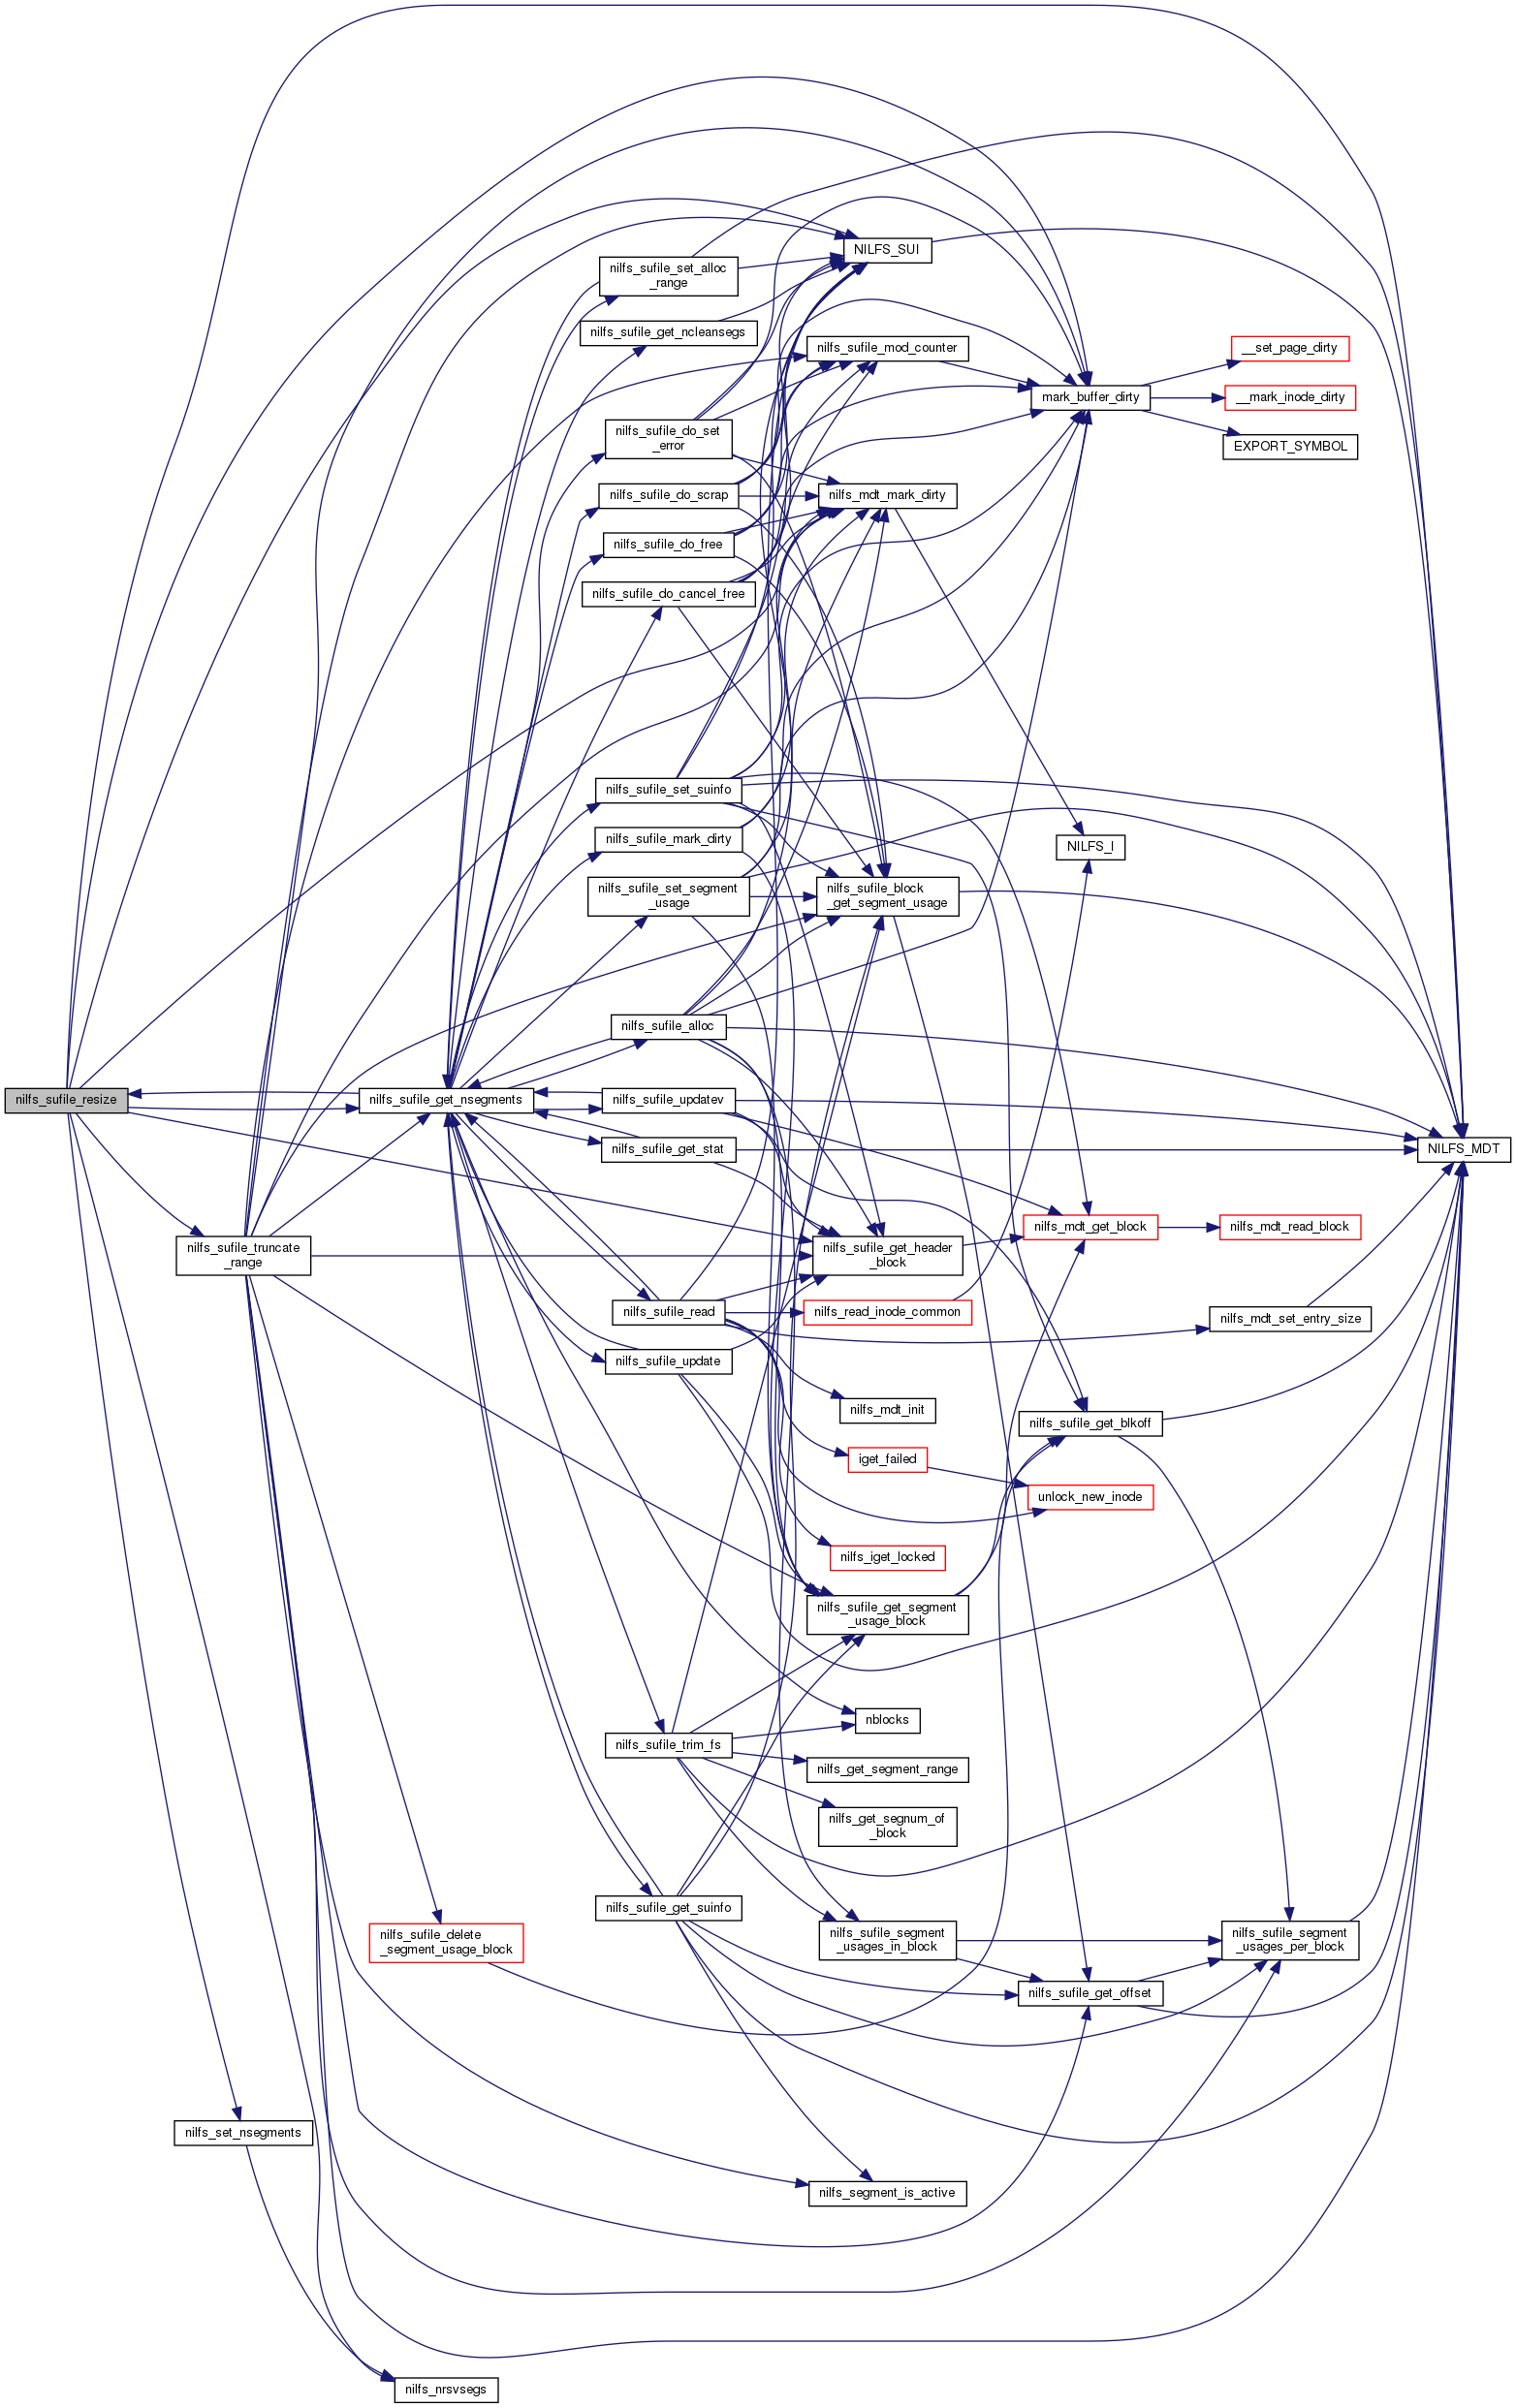 NILFS_SUI
nilfs_sufile_set_alloc
_range
nilfs_sufile_get_ncleansegs
nilfs_sufile_mod_counter
__set_page_dirty
mark_buffer_dirty
__mark_inode_dirty
nilfs_sufile_do_set
_error
EXPORT_SYMBOL
nilfs_sufile_do_scrap
nilfs_mdt_mark_dirty
nilfs_sufile_do_free
nilfs_sufile_do_cancel_free
nilfs_sufile_set_suinfo
nilfs_sufile_mark_dirty
NILFS_I
nilfs_sufile_set_segment
_usage
nilfs_sufile_block
_get_segment_usage
nilfs_sufile_alloc
nilfs_sufile_resize
nilfs_sufile_get_nsegments
nilfs_sufile_updatev
nilfs_sufile_get_stat
NILFS_MDT
nilfs_mdt_get_block
nilfs_mdt_read_block
nilfs_sufile_truncate
_range
nilfs_sufile_get_header
_block
nilfs_sufile_read
nilfs_read_inode_common
nilfs_mdt_set_entry_size
nilfs_sufile_update
nilfs_mdt_init
nilfs_sufile_get_blkoff
iget_failed
unlock_new_inode
nilfs_iget_locked
nilfs_sufile_get_segment
_usage_block
nblocks
nilfs_sufile_trim_fs
nilfs_get_segment_range
nilfs_get_segnum_of
_block
nilfs_sufile_get_suinfo
nilfs_sufile_delete
_segment_usage_block
nilfs_sufile_segment
_usages_in_block
nilfs_sufile_segment
_usages_per_block
nilfs_sufile_get_offset
nilfs_set_nsegments
nilfs_segment_is_active
nilfs_nrsvsegs